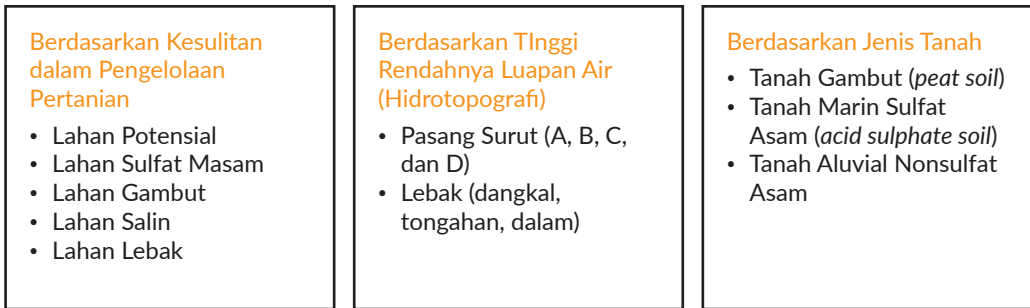 Berdasarkan Kesulitan
dalam Pengelolaan
Pertanian
• Lahan Potensial
• Lahan Sulfat Masam
• Lahan Gambut
• Lahan Salin
• Lahan Lebak
Berdasarkan TInggi
Rendahnya Luapan Air
(Hidrotopografi)
• Pasang Surut (A, B, C,
dan D)
• Lebak (dangkal,
tongahan, dalam)
Berdasarkan Jenis Tanah
• Tanah Gambut (peat soil)
• Tanah Marin Sulfat
Asam (acid sulphate soil)
• Tanah Aluvial Nonsulfat
Asam